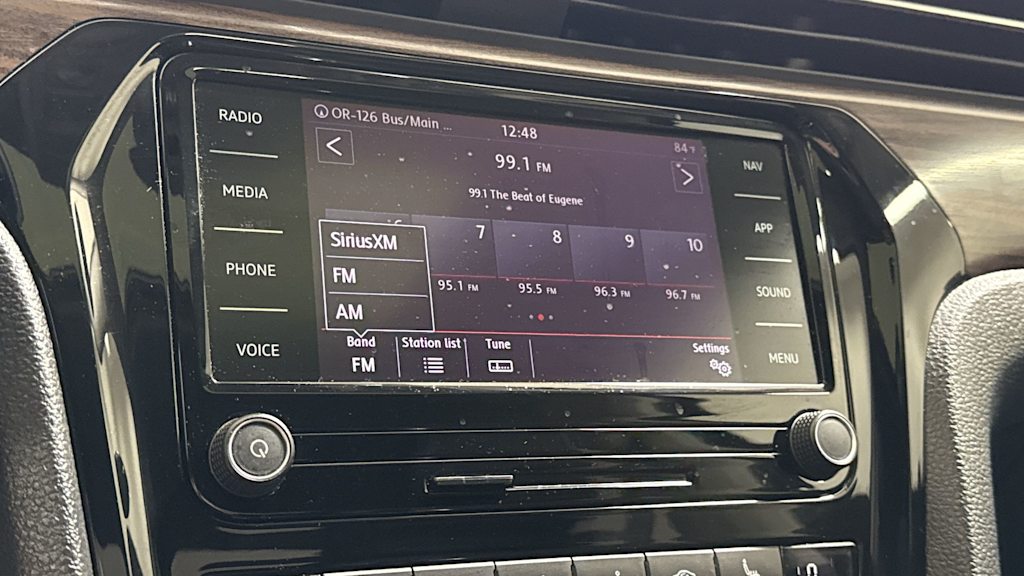 RADIO
MEDIA
PHONE
VOICE
OR-126 Bus/Main ...
12:48
84°F
<
99.1 FM
>
99.1 The Beat of Eugene
7
8
9
10
95.1 FM
95.5 FM
96.3 FM
96.7 FM
SiriusXM
FM
AM
Band
FM
Station list
Tune
Settings
NAV
APP
SOUND
MENU